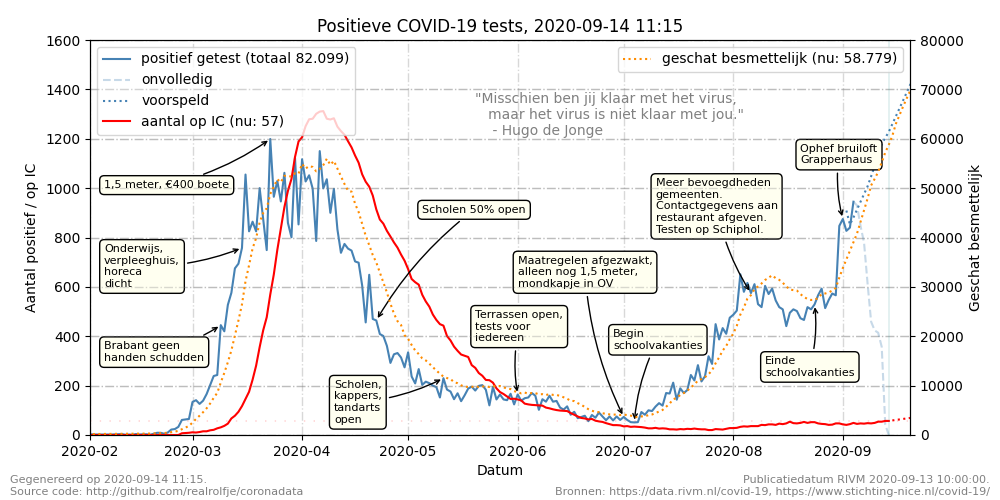 Positieve COVID-19 tests, 2020-09-14 11:15
1600
1400
1200
1000
800
600
400
200
0
Aantal positief / op IC
80000
70000
60000
50000
40000
30000
20000
10000
0
Geschat besmettelijk
positief getest (totaal 82.099)
onvolledig
voorspeld
aantal op IC (nu: 57)
geschat besmettelijk (nu: 58.779)
"Misschien ben jij klaar met het virus,
maar het virus is niet klaar met jou."
- Hugo de Jonge
1,5 meter, €400 boete
Onderwijs,
verpleeghuis,
horeca
dicht
Brabant geen
handen schudden
Scholen 50% open
Scholen,
kappers,
tandarts
open
Terrassen open,
tests voor
iedereen
Maatregelen afgezwakt,
alleen nog 1,5 meter,
mondkapje in OV
Begin
schoolvakanties
Meer bevoegdheden
gemeenten.
Contactgegevens aan
restaurant afgeven.
Testen op Schiphol.
Ophef bruiloft
Grapperhaus
Einde
schoolvakanties
2020-02
2020-03
2020-04
2020-05
2020-06
2020-07
2020-08
2020-09
Datum
Gegenereerd op 2020-09-14 11:15.
Source code: http://github.com/realrolfje/coronadata
Publicatiedatum RIVM 2020-09-13 10:00:00.
Bronnen: https://data.rivm.nl/covid-19, https://www.stichting-nice.nl/covid-19/